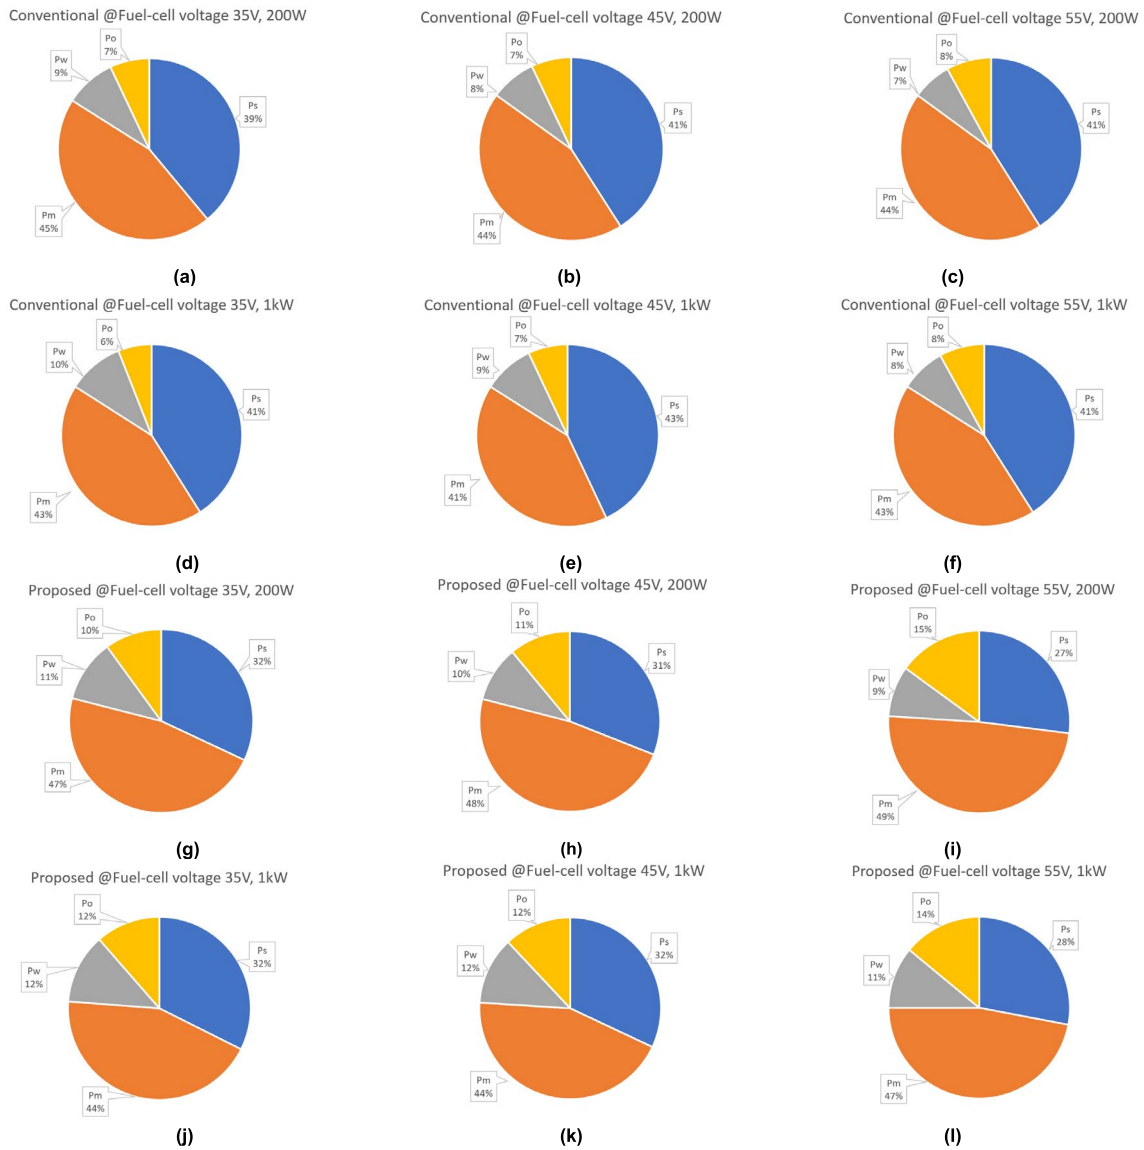 Conventional @Fuel-cell voltage 35V, 200W
Po
7%
Pw
9%
Ps
39%
Pm
45%
(a)
Conventional @Fuel-cell voltage 45V, 200W
Po
7%
Pw
8%
Ps
41%
Pm
44%
(b)
Conventional @Fuel-cell voltage 55V, 200W
Po
8%
Pw
7%
Ps
41%
Pm
44%
(c)
Conventional @Fuel-cell voltage 35V, 1kW
Po
6%
Pw
10%
Ps
41%
Pm
43%
(d)
Conventional @Fuel-cell voltage 45V, 1kW
Po
7%
Pw
9%
Ps
43%
Pm
41%
(e)
Conventional @Fuel-cell voltage 55V, 1kW
Po
8%
Pw
8%
Ps
41%
Pm
43%
(f)
Proposed @Fuel-cell voltage 35V, 200W
Po
10%
Pw
11%
Ps
32%
Pm
47%
(g)
Proposed @Fuel-cell voltage 45V, 200W
Po
11%
Pw
10%
Ps
31%
Pm
48%
(h)
Proposed @Fuel-cell voltage 55V, 200W
Po
15%
Pw
9%
Ps
27%
Pm
49%
(i)
Proposed @Fuel-cell voltage 35V, 1kW
Po
12%
Pw
12%
Ps
32%
Pm
44%
(j)
Proposed @Fuel-cell voltage 45V, 1kW
Po
12%
Pw
12%
Ps
32%
Pm
44%
(k)
Proposed @Fuel-cell voltage 55V, 1kW
Po
14%
Pw
11%
Ps
28%
Pm
47%
(l)